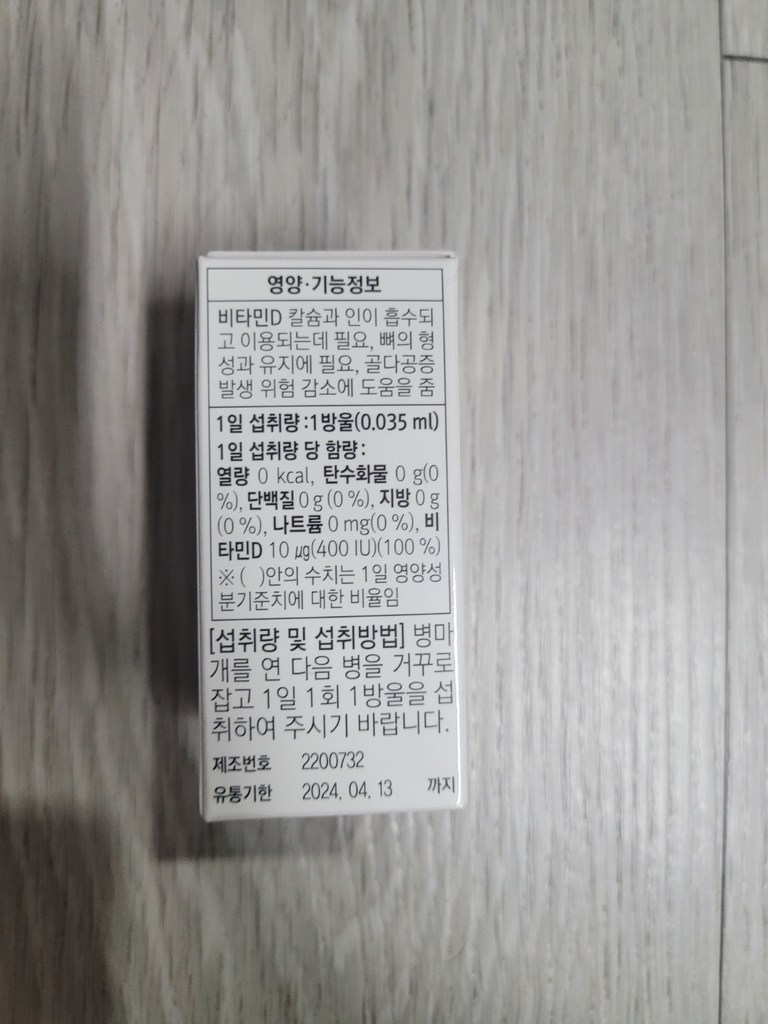 영양·기능정보
비타민D 칼슘과 인이 흡수되
고 이용되는데 필요, 뼈의 형
성과 유지에 필요, 골다공증
발생 위험 감소에 도움을 줌
1일 섭취량:1방울(0.035 ml)
1일 섭취량 당 함량:
열량 0 kcal, 탄수화물 0 g(0
%), 단백질 0 g (0 %), 지방 0 g
(0 %), 나트륨 0 mg(0 %), 비
타민D 10 ㎍(400 IU)(100 %)
※ ( )안의 수치는 1일 영양성
분기준치에 대한 비율임
[섭취량 및 섭취방법] 병마
개를 연 다음 병을 거꾸로
잡고 1일 1회 1방울을 섭
취하여 주시기 바랍니다.
제조번호 2200732
유통기한 2024. 04. 13 까지